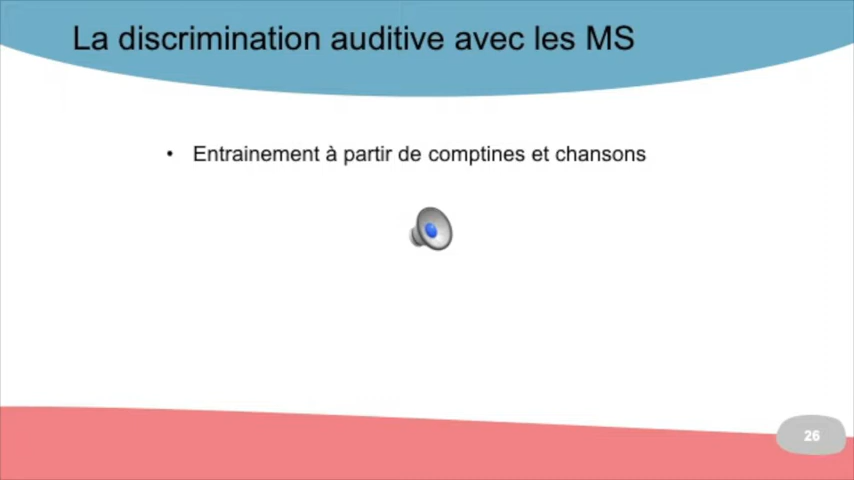 La discrimination auditive avec les MS
• Entrainement à partir de comptines et chansons
26